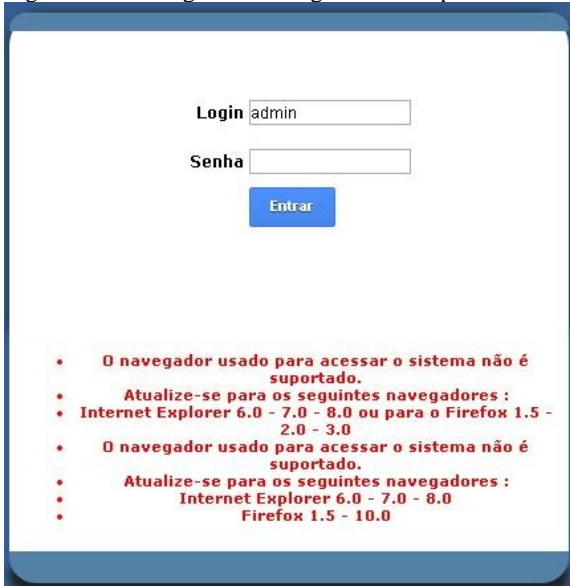 Login admin
Senha
Entrar
O navegador usado para acessar o sistema não é
suportado.
Atualize-se para os seguintes navegadores :
Internet Explorer 6.0 - 7.0 - 8.0 ou para o Firefox 1.5 -
2.0 - 3.0
O navegador usado para acessar o sistema não é
suportado.
Atualize-se para os seguintes navegadores :
Internet Explorer 6.0 - 7.0 - 8.0
Firefox 1.5 - 10.0